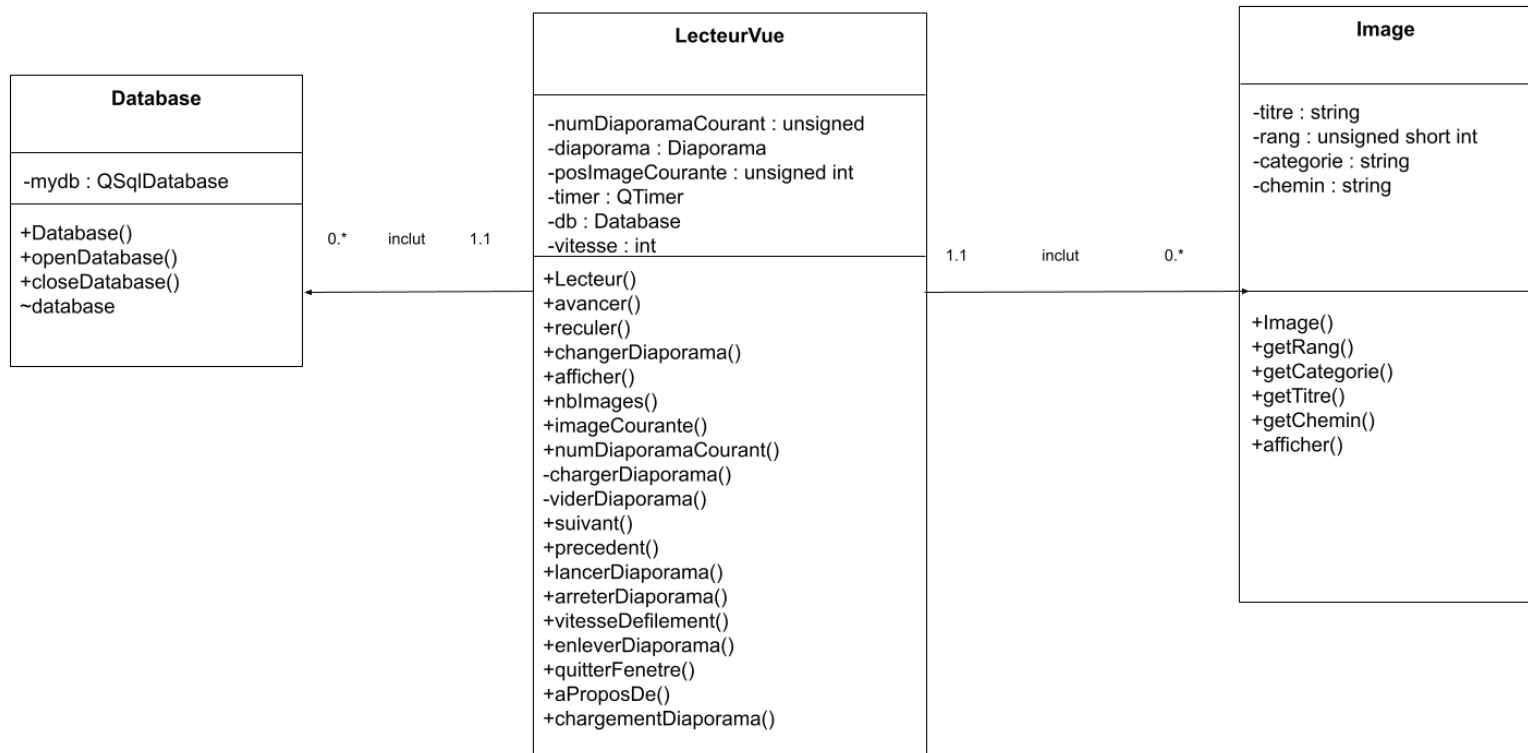 Database
-mydb : QSqlDatabase
+Database()
+openDatabase()
+closeDatabase()
~database
0.* inclut 1.1
LecteurVue
-numDiaporamaCourant : unsigned
-diaporama : Diaporama
-posImageCourante : unsigned int
-timer : QTimer
-db : Database
-vitesse : int
+Lecteur()
+avancer()
+reculer()
+changerDiaporama()
+afficher()
+nbImages()
+imageCourante()
+numDiaporamaCourant()
-chargerDiaporama()
-viderDiaporama()
+suivant()
+precedent()
+lancerDiaporama()
+arreterDiaporama()
+vitesseDefilement()
+enleverDiaporama()
+quitterFenetre()
+aProposDe()
+chargementDiaporama()
1.1 inclut 0.*
Image
-titre : string
-rang : unsigned short int
-categorie : string
-chemin : string
+Image()
+getRang()
+getCategorie()
+getTitre()
+getChemin()
+afficher()